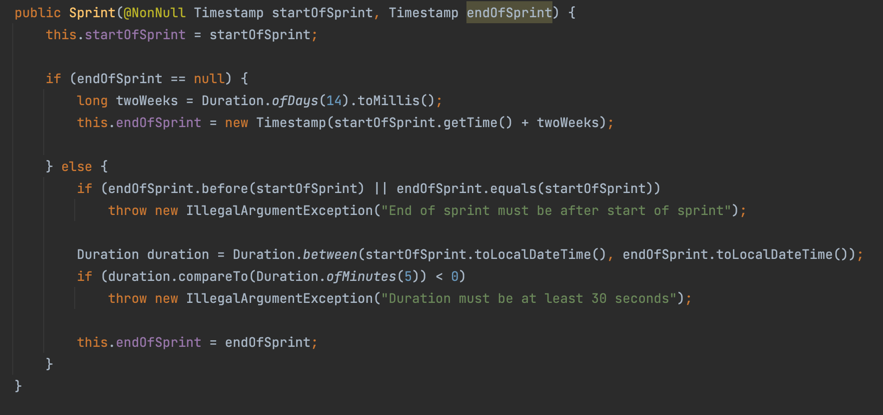 public Sprint(@NonNull Timestamp startOfSprint, Timestamp endOfSprint) {
    this.startOfSprint = startOfSprint;

    if (endOfSprint == null) {
        long twoWeeks = Duration.ofDays(14).toMillis();
        this.endOfSprint = new Timestamp(startOfSprint.getTime() + twoWeeks);

    } else {
        if (endOfSprint.before(startOfSprint) || endOfSprint.equals(startOfSprint))
            throw new IllegalArgumentException("End of sprint must be after start of sprint");

        Duration duration = Duration.between(startOfSprint.toLocalDateTime(), endOfSprint.toLocalDateTime());
        if (duration.compareTo(Duration.ofMinutes(5)) < 0)
            throw new IllegalArgumentException("Duration must be at least 30 seconds");

        this.endOfSprint = endOfSprint;
    }
}